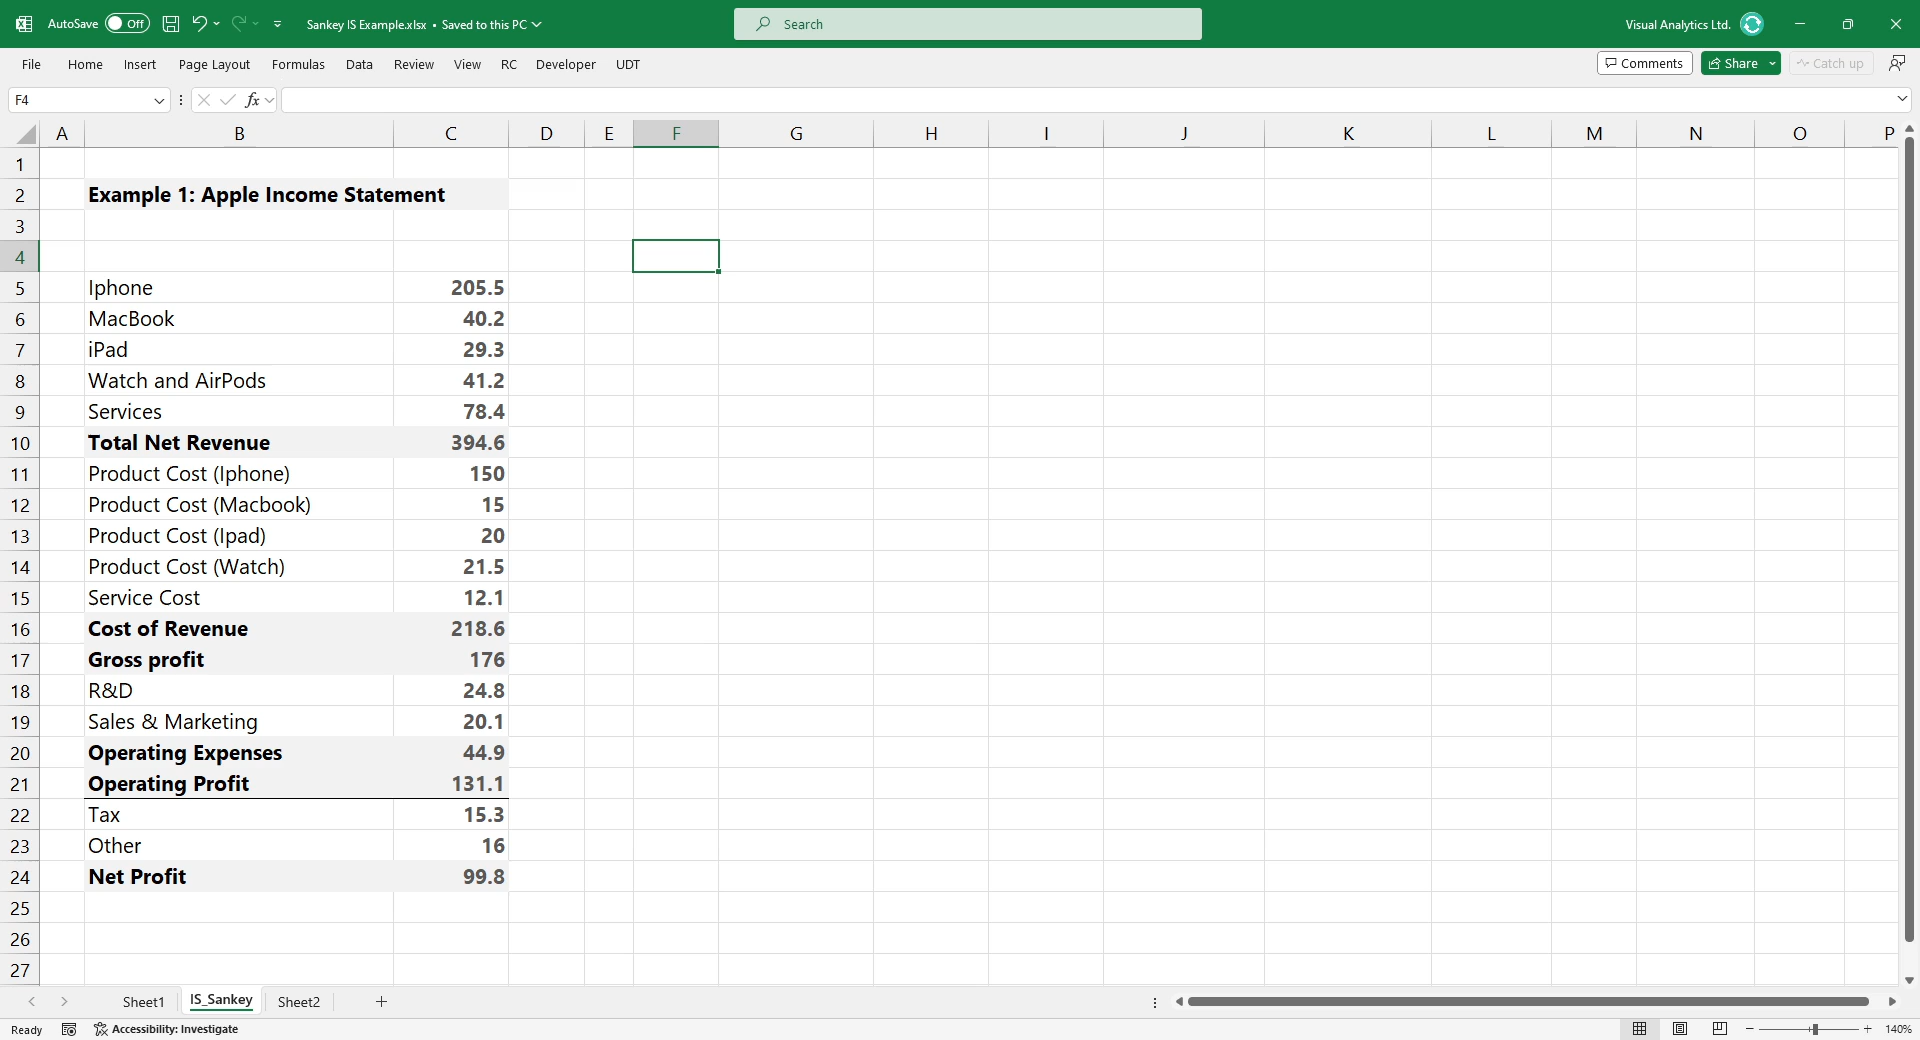 AutoSave Off Sankey IS Example.xlsx • Saved to this PC Search Visual Analytics Ltd.
File Home Insert Page Layout Formulas Data Review View RC Developer UDT Comments Share Catch up
F4 fx
A B C D E F G H I J K L M N O P
1
2 Example 1: Apple Income Statement
3
4
5 Iphone 205.5
6 MacBook 40.2
7 iPad 29.3
8 Watch and AirPods 41.2
9 Services 78.4
10 Total Net Revenue 394.6
11 Product Cost (Iphone) 150
12 Product Cost (Macbook) 15
13 Product Cost (Ipad) 20
14 Product Cost (Watch) 21.5
15 Service Cost 12.1
16 Cost of Revenue 218.6
17 Gross profit 176
18 R&D 24.8
19 Sales & Marketing 20.1
20 Operating Expenses 44.9
21 Operating Profit 131.1
22 Tax 15.3
23 Other 16
24 Net Profit 99.8
25
26
27
Sheet1 IS_Sankey Sheet2
Ready Accessibility: Investigate 140%